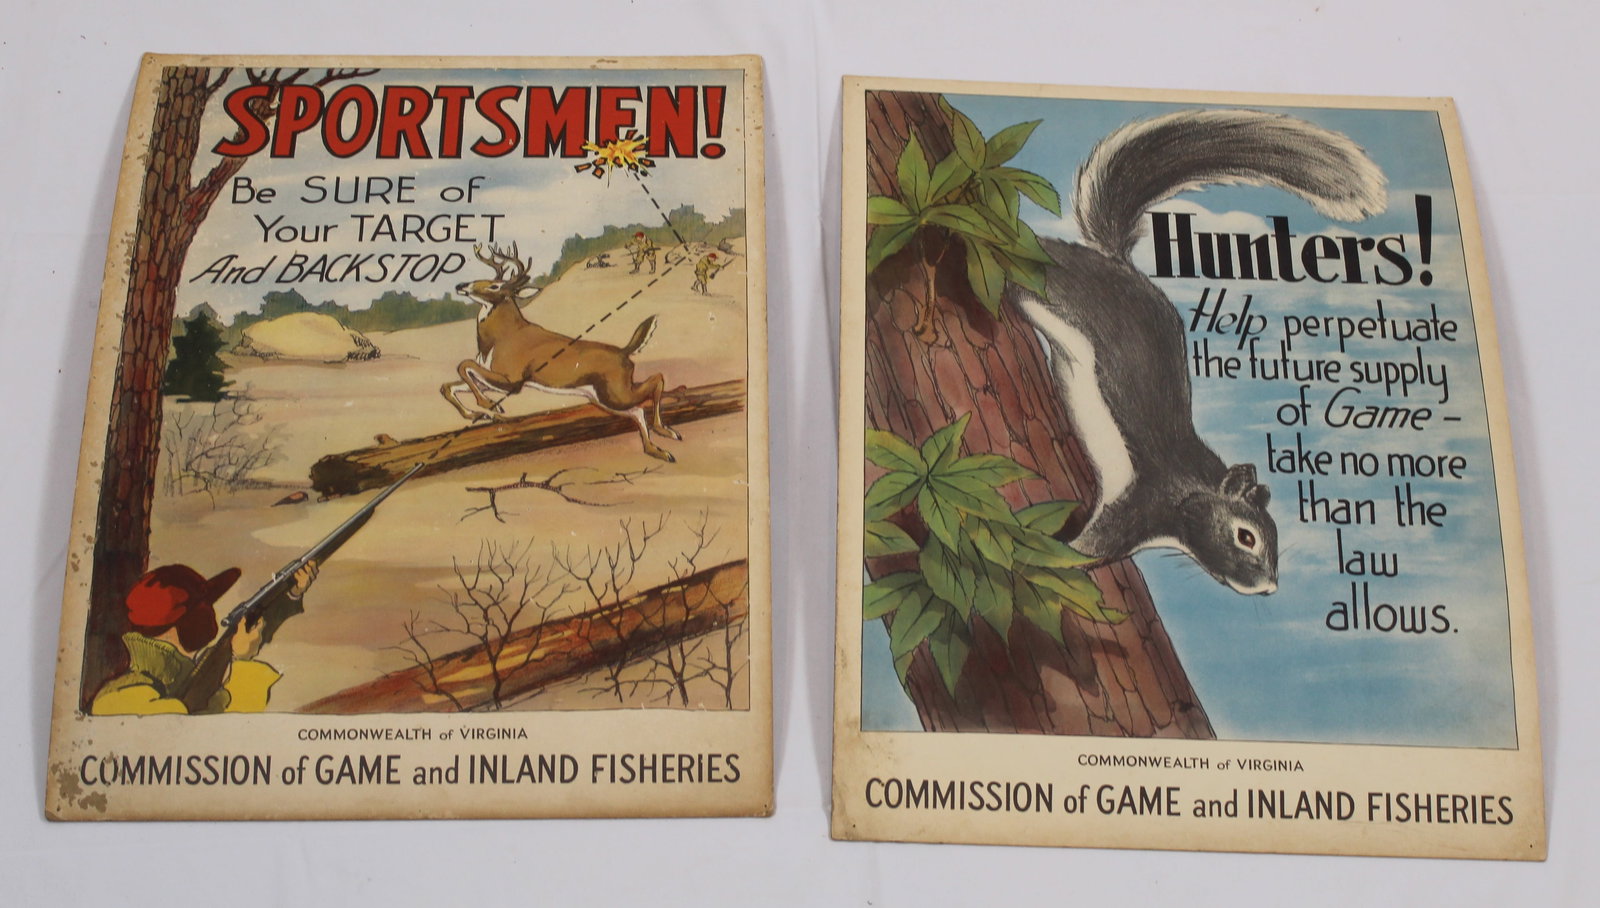 SPORTSMEN!
Be SURE of
Your TARGET
And BACKSTOP
COMMONWEALTH of VIRGINIA
COMMISSION of GAME and INLAND FISHERIES
Hunters!
Help perpetuate
the future supply
of Game –
take no more
than the
law
allows.
COMMONWEALTH of VIRGINIA
COMMISSION of GAME and INLAND FISHERIES